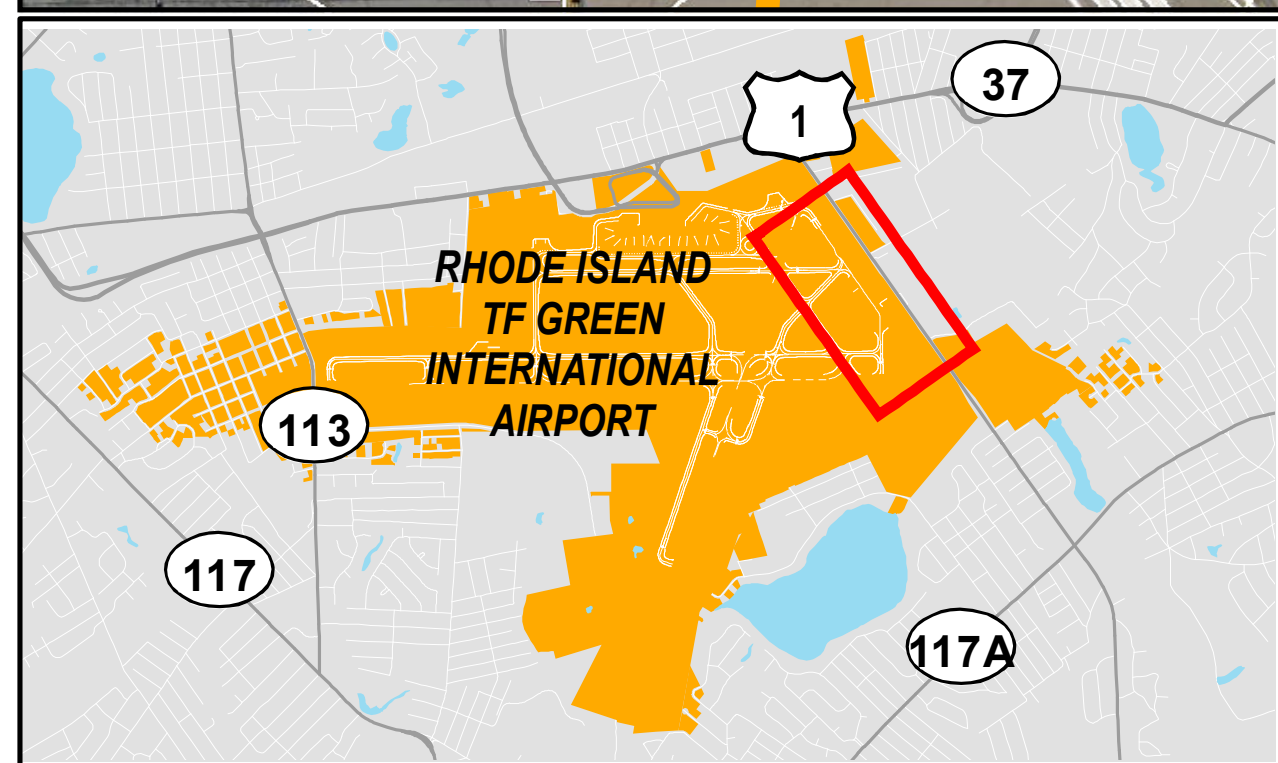 37
1
RHODE ISLAND
TF GREEN
INTERNATIONAL
AIRPORT
113
117
117A